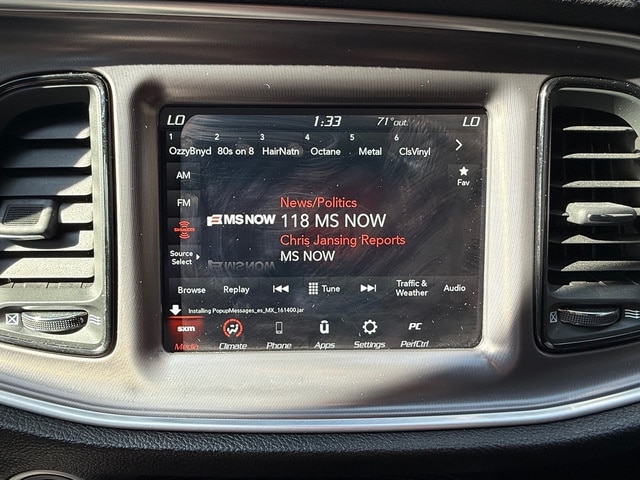 LO 1:33 71°out. LO
1 2 3 4 5 6
OzzyBnyd 80s on 8 HairNatn Octane Metal ClsVinyl
AM
Fav
FM
News/Politics
MS NOW 118 MS NOW
SiriusXM
Chris Jansing Reports
Source
Select
MS NOW
Browse Replay Tune Traffic &
Weather Audio
Installing PopupMessages_es_MX_161400.jar
sxm PC
Media Climate Phone Apps Settings PerfCtrl